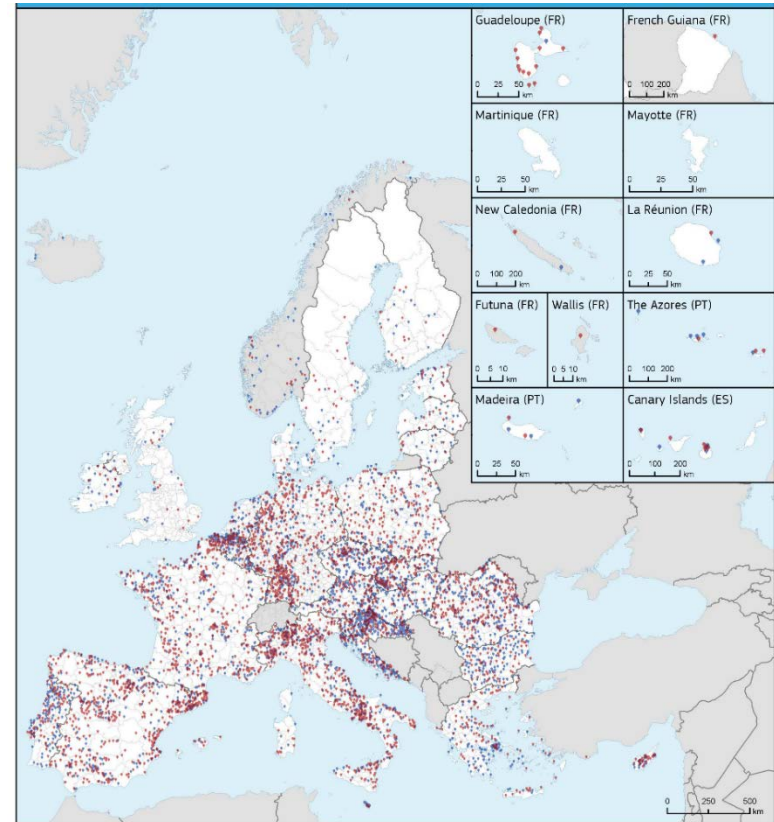 Guadeloupe (FR)
0 25 50
km
French Guiana (FR)
0 100 200
km
Martinique (FR)
0 25 50
km
Mayotte (FR)
0 25 50
km
New Caledonia (FR)
0 100 200
km
La Réunion (FR)
0 25 50
km
Futuna (FR)
0 5 10
km
Wallis (FR)
0 5 10
km
The Azores (PT)
0 100 200
km
Madeira (PT)
0 25 50
km
Canary Islands (ES)
0 100 200
km
0 250 500
km